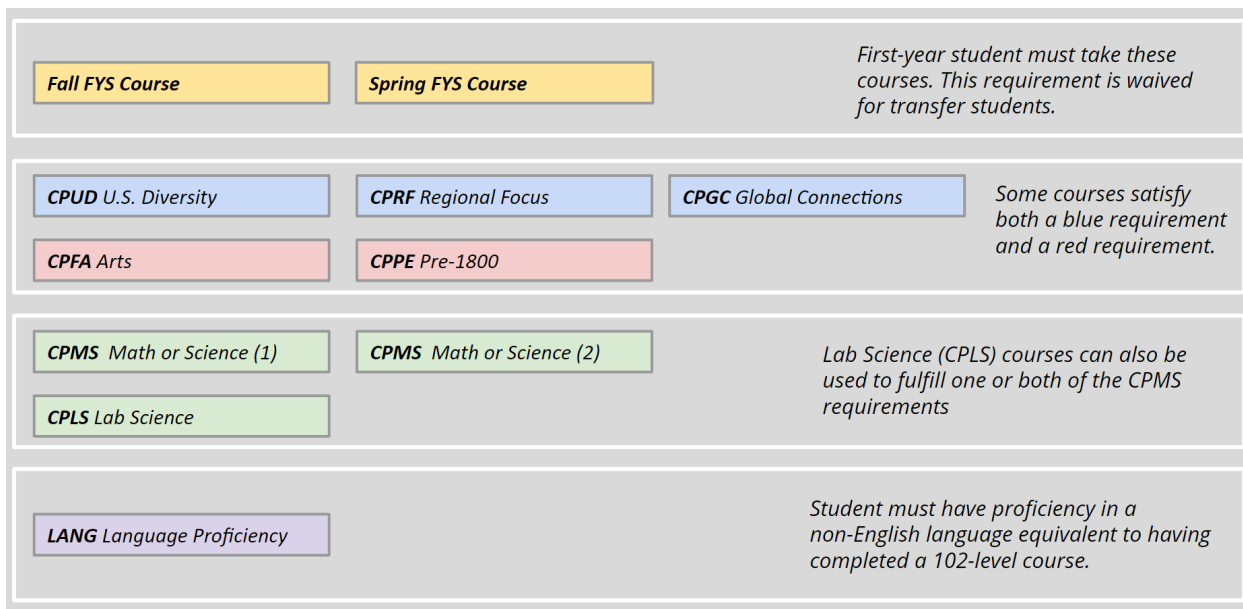 Fall FYS Course
Spring FYS Course
First-year student must take these
courses. This requirement is waived
for transfer students.
CPUD U.S. Diversity
CPRF Regional Focus
CPGC Global Connections
Some courses satisfy
both a blue requirement
and a red requirement.
CPFA Arts
CPPE Pre-1800
CPMS Math or Science (1)
CPMS Math or Science (2)
Lab Science (CPLS) courses can also be
used to fulfill one or both of the CPMS
requirements
CPLS Lab Science
LANG Language Proficiency
Student must have proficiency in a
non-English language equivalent to having
completed a 102-level course.